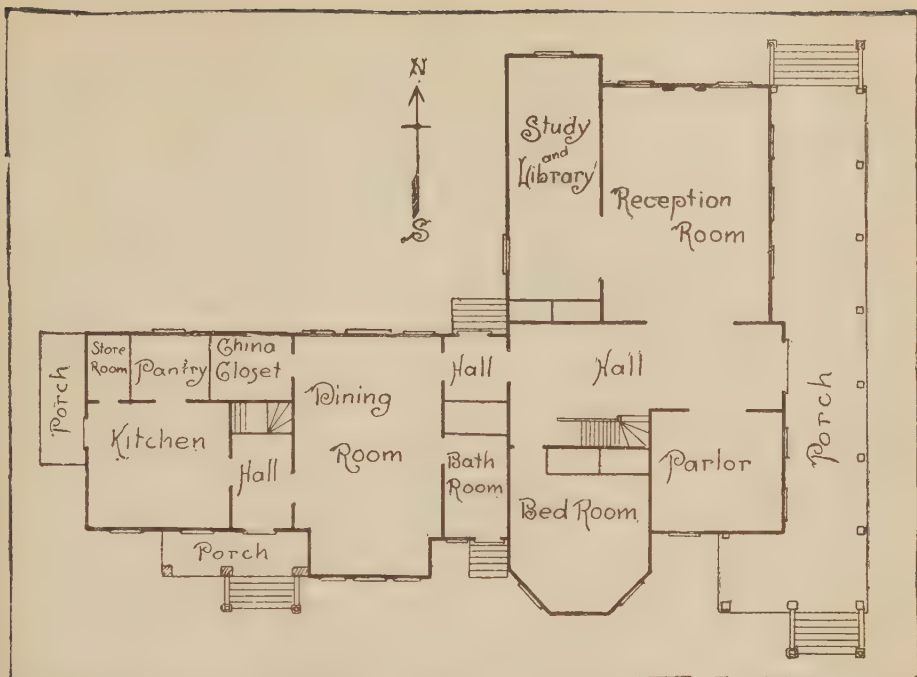 N
S
Study
and
Library
Reception
Room
Store
Room
Pantry
China
Closet
Hall
Hall
Porch
Dining
Room
Kitchen
Hall
Bath
Room
Parlor
Porch
Bed Room
Porch